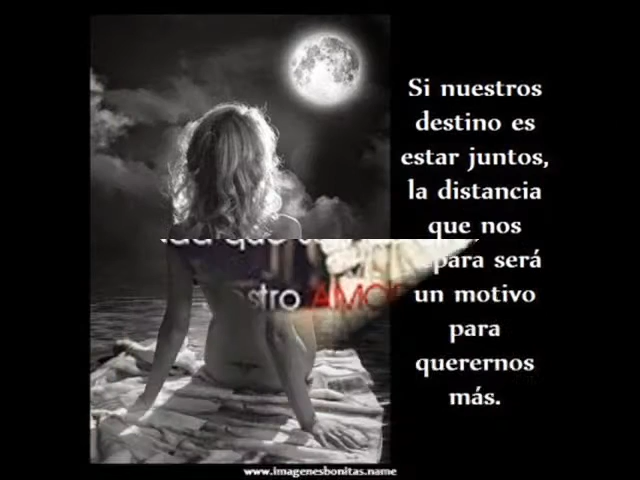 Si nuestros
destino es
estar juntos,
la distancia
que nos
para será
un motivo
para
querernos
más.
que
stro AMOR
www.imagenesbonitas.name